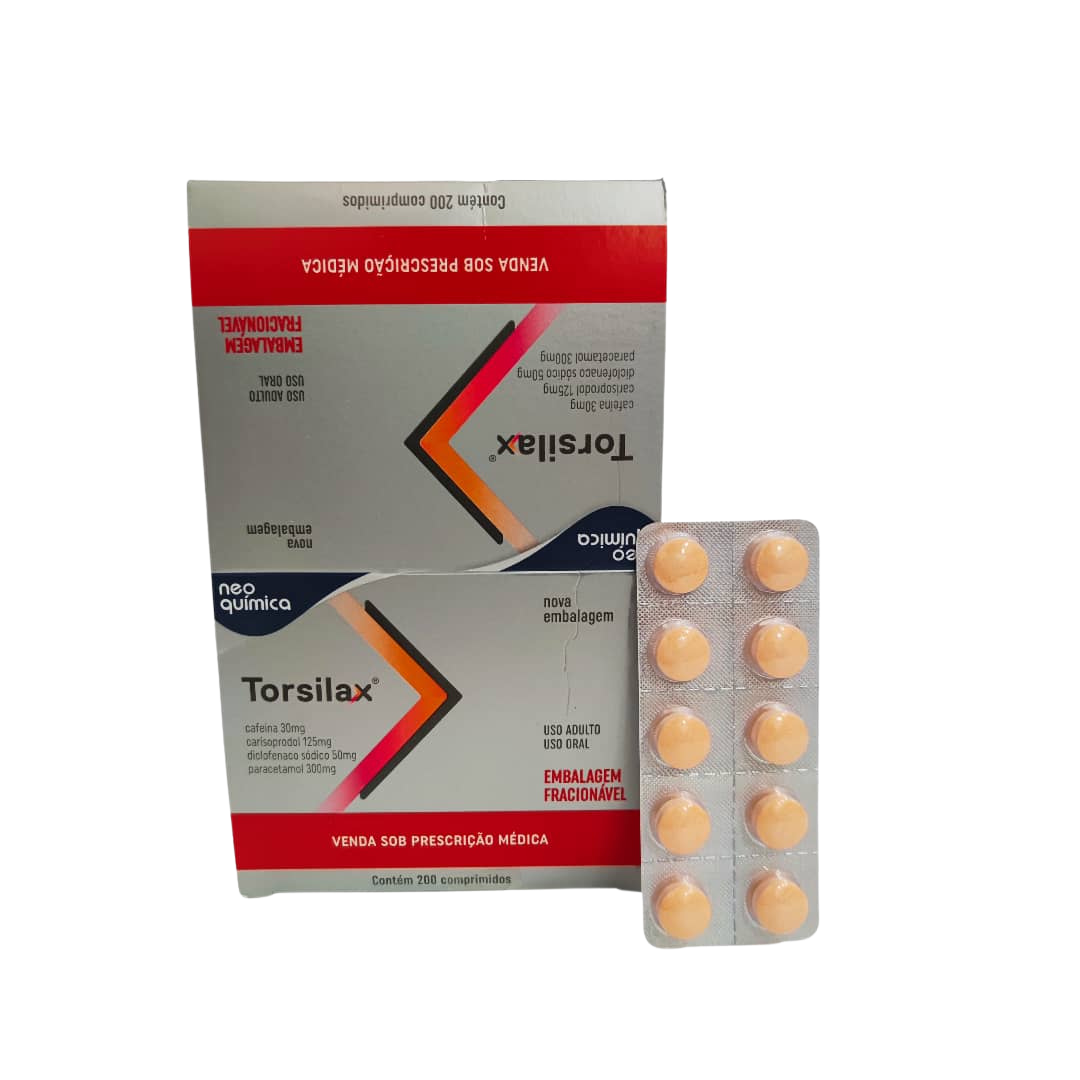 Contém 200 comprimidos
VENDA SOB PRESCRIÇÃO MÉDICA
EMBALAGEM
FRACIONÁVEL
USO ADULTO
USO ORAL
Torsilax®
cafeína 30mg
carisoprodol 125mg
diclofenaco sódico 50mg
paracetamol 300mg
nova
embalagem
neo
química
neo
química
nova
embalagem
Torsilax®
cafeína 30mg
carisoprodol 125mg
diclofenaco sódico 50mg
paracetamol 300mg
USO ADULTO
USO ORAL
EMBALAGEM
FRACIONÁVEL
VENDA SOB PRESCRIÇÃO MÉDICA
Contém 200 comprimidos